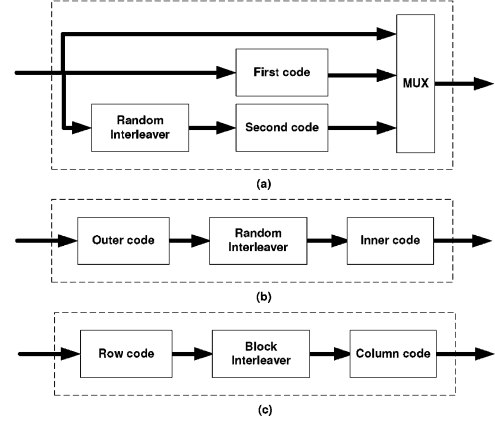 First code
MUX
Random
Interleaver
Second code
(a)
Outer code
Random
Interleaver
Inner code
(b)
Row code
Block
Interleaver
Column code
(c)